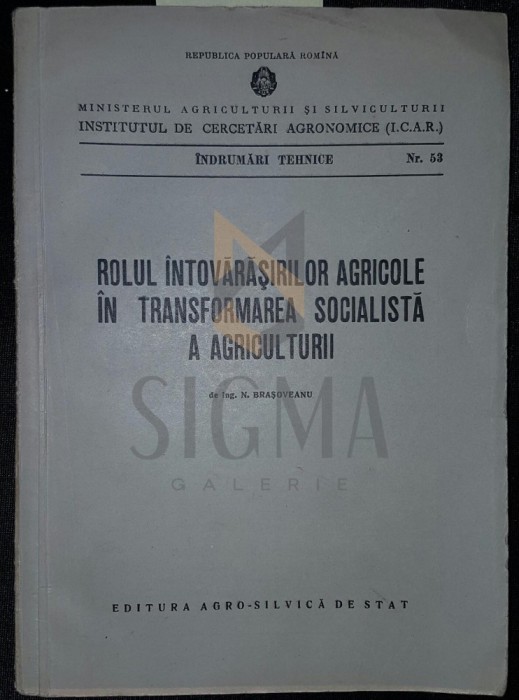 REPUBLICA POPULARĂ ROMÎNĂ
MINISTERUL AGRICULTURII ȘI SILVICULTURII
INSTITUTUL DE CERCETĂRI AGRONOMICE (I.C.A.R.)
ÎNDRUMĂRI TEHNICE Nr. 53
ROLUL ÎNTOVĂRĂȘIRILOR AGRICOLE
ÎN TRANSFORMAREA SOCIALISTĂ
A AGRICULTURII
de Ing. N. BRAȘOVEANU
SIGMA
GALERIE
EDITURA AGRO-SILVICĂ DE STAT